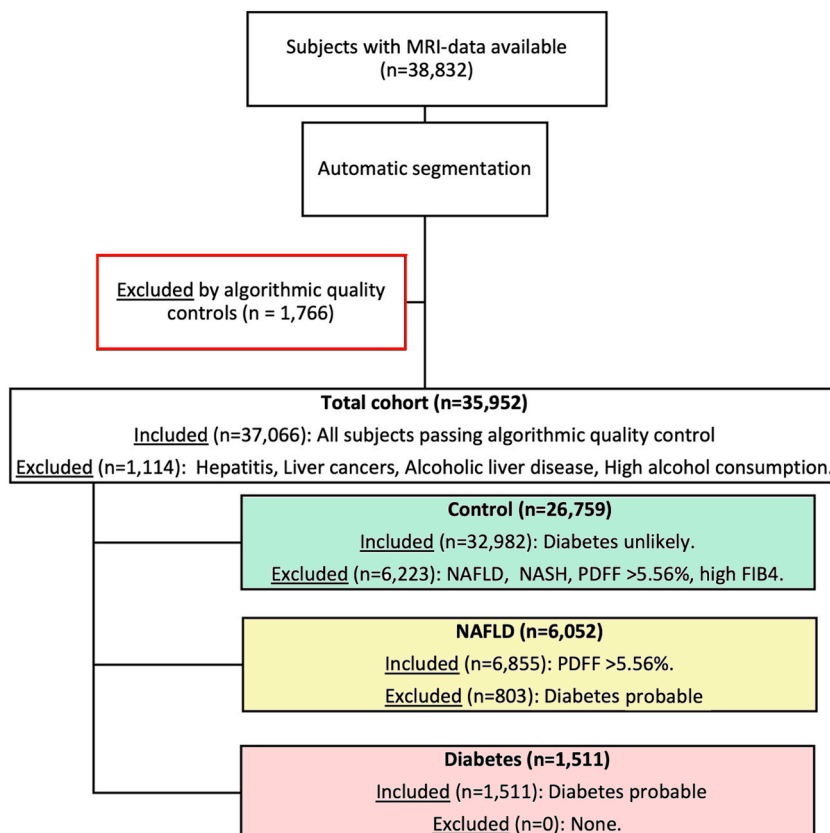 Subjects with MRI-data available
(n=38,832)
Automatic segmentation
Excluded by algorithmic quality
controls (n = 1,766)
Total cohort (n=35,952)
Included (n=37,066): All subjects passing algorithmic quality control
Excluded (n=1,114): Hepatitis, Liver cancers, Alcoholic liver disease, High alcohol consumption.
Control (n=26,759)
Included (n=32,982): Diabetes unlikely.
Excluded (n=6,223): NAFLD, NASH, PDFF >5.56%, high FIB4.
NAFLD (n=6,052)
Included (n=6,855): PDFF >5.56%.
Excluded (n=803): Diabetes probable
Diabetes (n=1,511)
Included (n=1,511): Diabetes probable
Excluded (n=0): None.